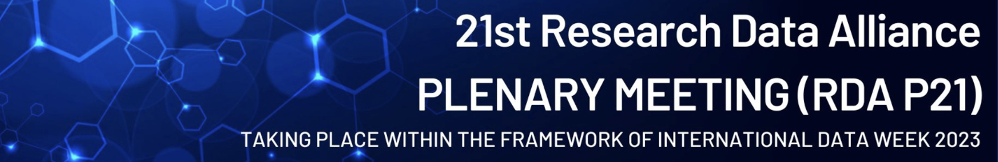 21st Research Data Alliance
PLENARY MEETING (RDA P21)
TAKING PLACE WITHIN THE FRAMEWORK OF INTERNATIONAL DATA WEEK 2023